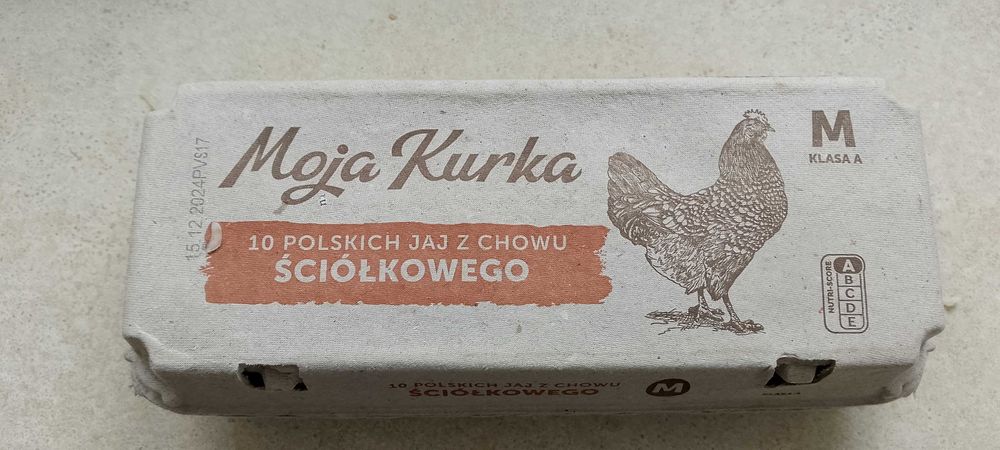 Moja Kurka
10 POLSKICH JAJ Z CHOWU
ŚCIÓŁKOWEGO
M
KLASA A
NUTRI-SCORE
A
B
C
D
E
15.12.2024PVS17
10 POLSKICH JAJ Z CHOWU
ŚCIÓŁKOWEGO
M